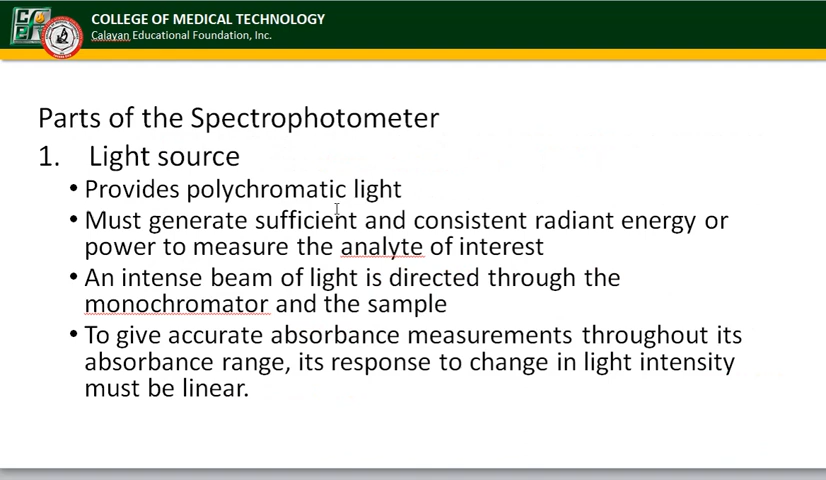 COLLEGE OF MEDICAL TECHNOLOGY
Calayan Educational Foundation, Inc.
Parts of the Spectrophotometer
1. Light source
• Provides polychromatic light
• Must generate sufficient and consistent radiant energy or
power to measure the analyte of interest
• An intense beam of light is directed through the
monochromator and the sample
• To give accurate absorbance measurements throughout its
absorbance range, its response to change in light intensity
must be linear.